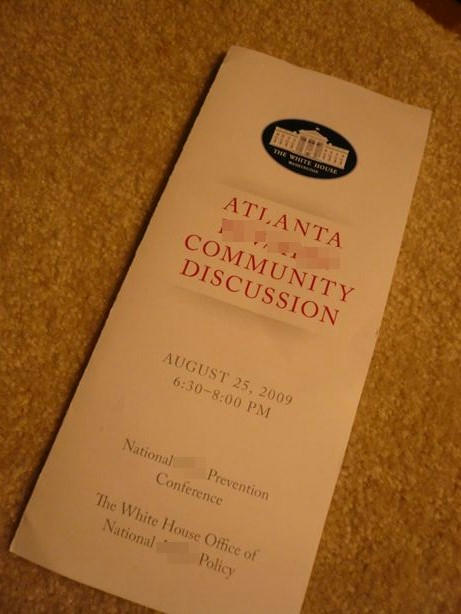 THE WHITE HOUSE
WASHINGTON
ATLANTA
COMMUNITY
DISCUSSION
AUGUST 25, 2009
6:30–8:00 PM
National Prevention
Conference
The White House Office of
National Policy